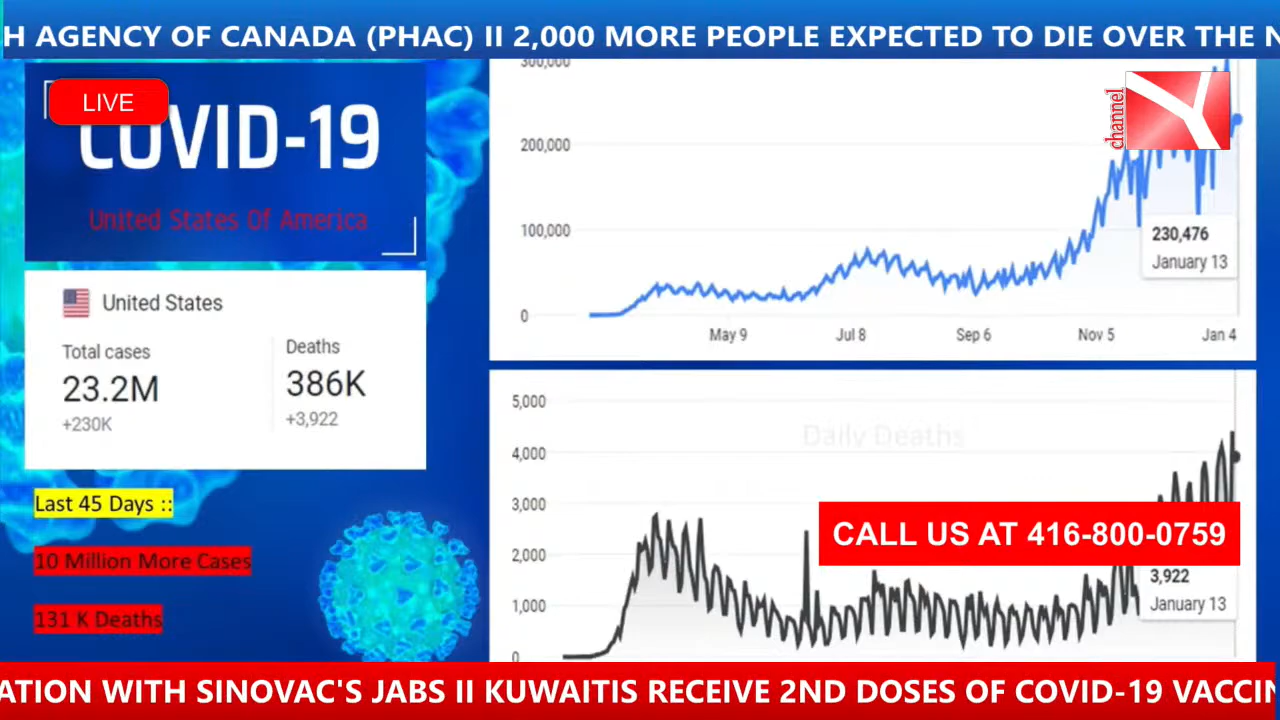 H AGENCY OF CANADA (PHAC) II 2,000 MORE PEOPLE EXPECTED TO DIE OVER THE N
LIVE
COVID-19
United States Of America
United States
Total cases
23.2M
+230K
Deaths
386K
+3,922
Last 45 Days ::
10 Million More Cases
131 K Deaths
300,000
200,000
100,000
0
May 9
Jul 8
Sep 6
Nov 5
Jan 4
230,476
January 13
channel Y
Daily Deaths
5,000
4,000
3,000
2,000
1,000
0
CALL US AT 416-800-0759
3,922
January 13
ATION WITH SINOVAC'S JABS II KUWAITIS RECEIVE 2ND DOSES OF COVID-19 VACCIN